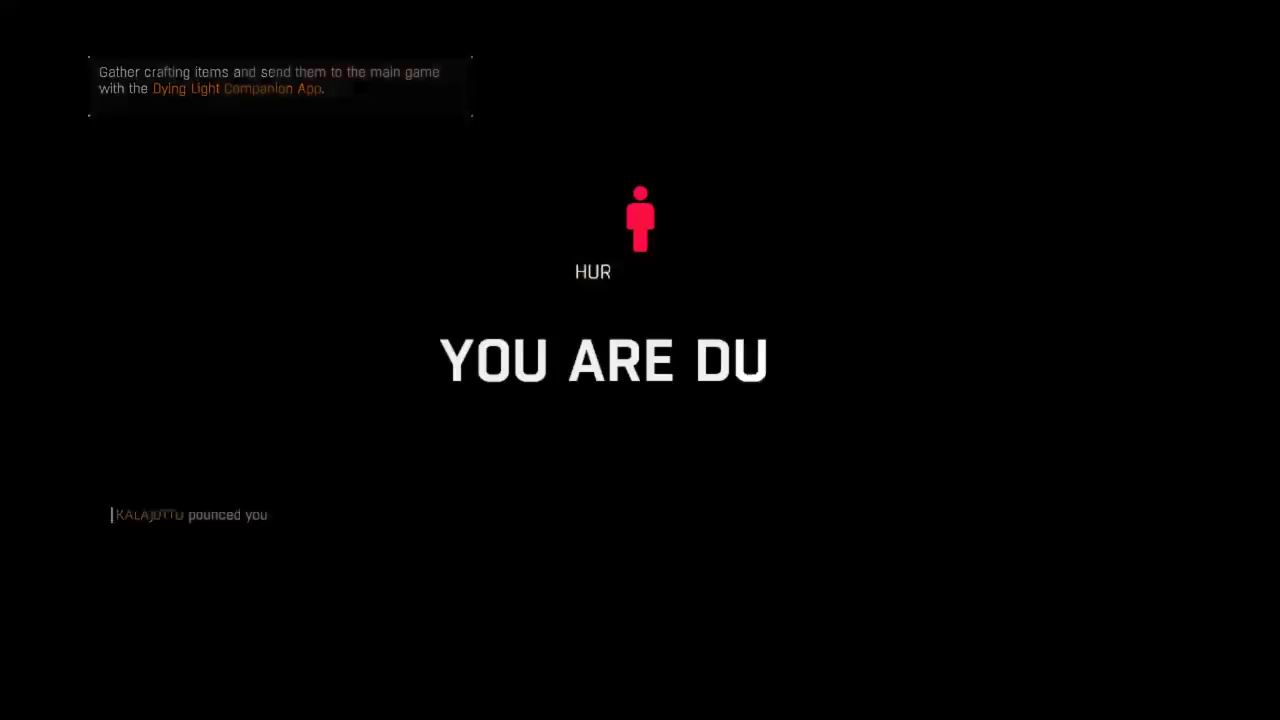 Gather crafting items and send them to the main game
with the Dying Light Companion App.
HUR
YOU ARE DU
KALAJUTTU pounced you